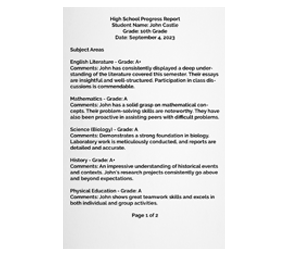 High School Progress Report
Student Name: John Castle
Grade: 10th Grade
Date: September 4, 2023
Subject Areas
English Literature - Grade: A+
Comments: John has consistently displayed a deep under-
standing of the literature covered this semester. Their essays
are insightful and well-structured. Participation in class dis-
cussions is commendable.
Mathematics - Grade: A
Comments: John has a solid grasp on mathematical con-
cepts. Their problem-solving skills are noteworthy. They have
also been proactive in assisting peers with difficult problems.
Science (Biology) - Grade: A
Comments: Demonstrates a strong foundation in biology.
Laboratory work is meticulously conducted, and reports are
detailed and accurate.
History - Grade: A+
Comments: An impressive understanding of historical events
and contexts. John's research projects consistently go above
and beyond expectations.
Physical Education - Grade: A
Comments: John shows great teamwork skills and excels in
both individual and group activities.
Page 1 of 2